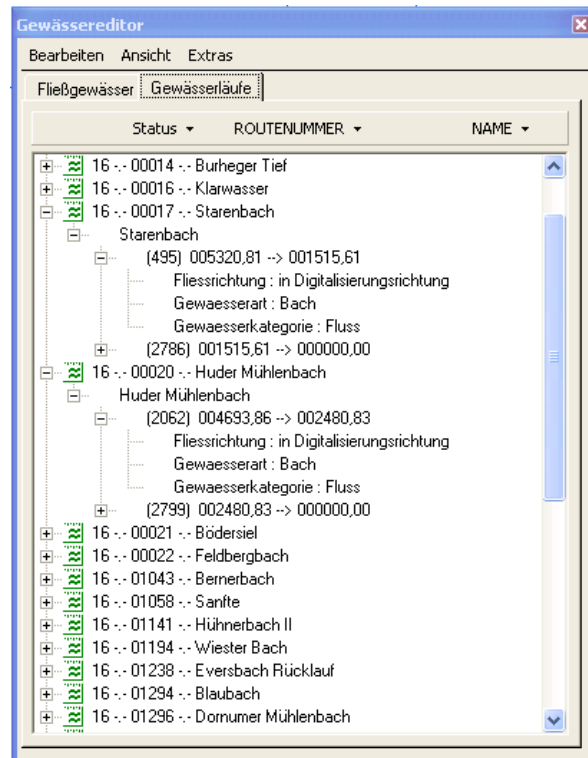 Gewässereditor
Bearbeiten Ansicht Extras
Fließgewässer Gewässerläufe
Status ROUTENUMMER NAME
16 -.- 00014 -.- Burheger Tief
16 -.- 00016 -.- Klarwasser
16 -.- 00017 -.- Starenbach
Starenbach
(495) 005320,81 --> 001515,61
Fliessrichtung : in Digitalisierungsrichtung
Gewaesserart : Bach
Gewaesserkategorie : Fluss
(2786) 001515,61 --> 000000,00
16 -.- 00020 -.- Huder Mühlenbach
Huder Mühlenbach
(2062) 004693,86 --> 002480,83
Fliessrichtung : in Digitalisierungsrichtung
Gewaesserart : Bach
Gewaesserkategorie : Fluss
(2799) 002480,83 --> 000000,00
16 -.- 00021 -.- Bödersiel
16 -.- 00022 -.- Feldbergbach
16 -.- 01043 -.- Bernerbach
16 -.- 01058 -.- Sanfte
16 -.- 01141 -.- Hühnerbach II
16 -.- 01194 -.- Wiester Bach
16 -.- 01238 -.- Eversbach Rücklauf
16 -.- 01294 -.- Blaubach
16 -.- 01296 -.- Dornumer Mühlenbach